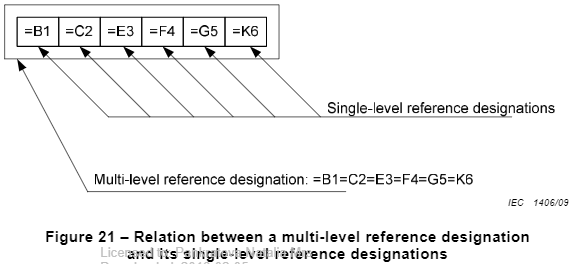 =B1 =C2 =E3 =F4 =G5 =K6
Single-level reference designations
Multi-level reference designation: =B1=C2=E3=F4=G5=K6
IEC 1406/09
Figure 21 – Relation between a multi-level reference designation
and its single-level reference designations